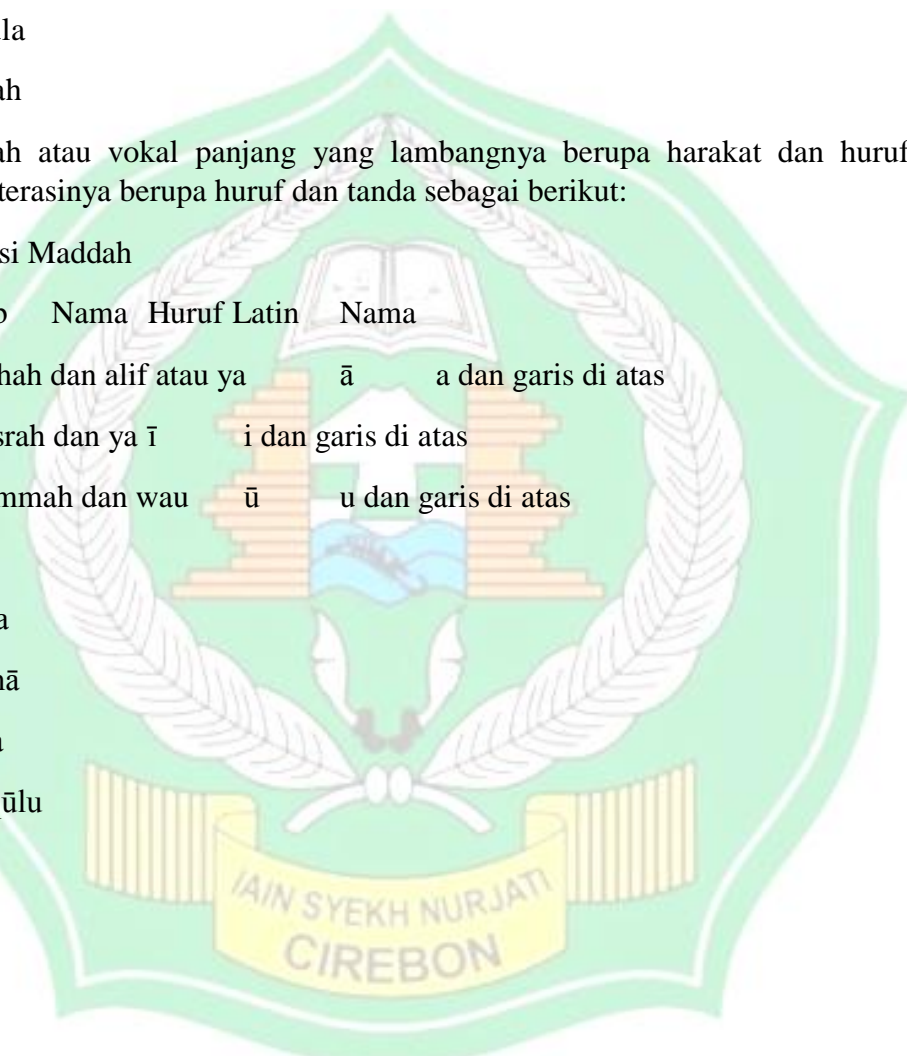 la
ah
ah atau vokal panjang yang lambangnya berupa harakat dan huruf
terasinya berupa huruf dan tanda sebagai berikut:
si Maddah
Nama Huruf Latin Nama
hah dan alif atau ya ā a dan garis di atas
srah dan ya ī i dan garis di atas
mmah dan wau ū u dan garis di atas
a
ā
a
ūlu
IAIN SYEKH NURJATI
CIREBON